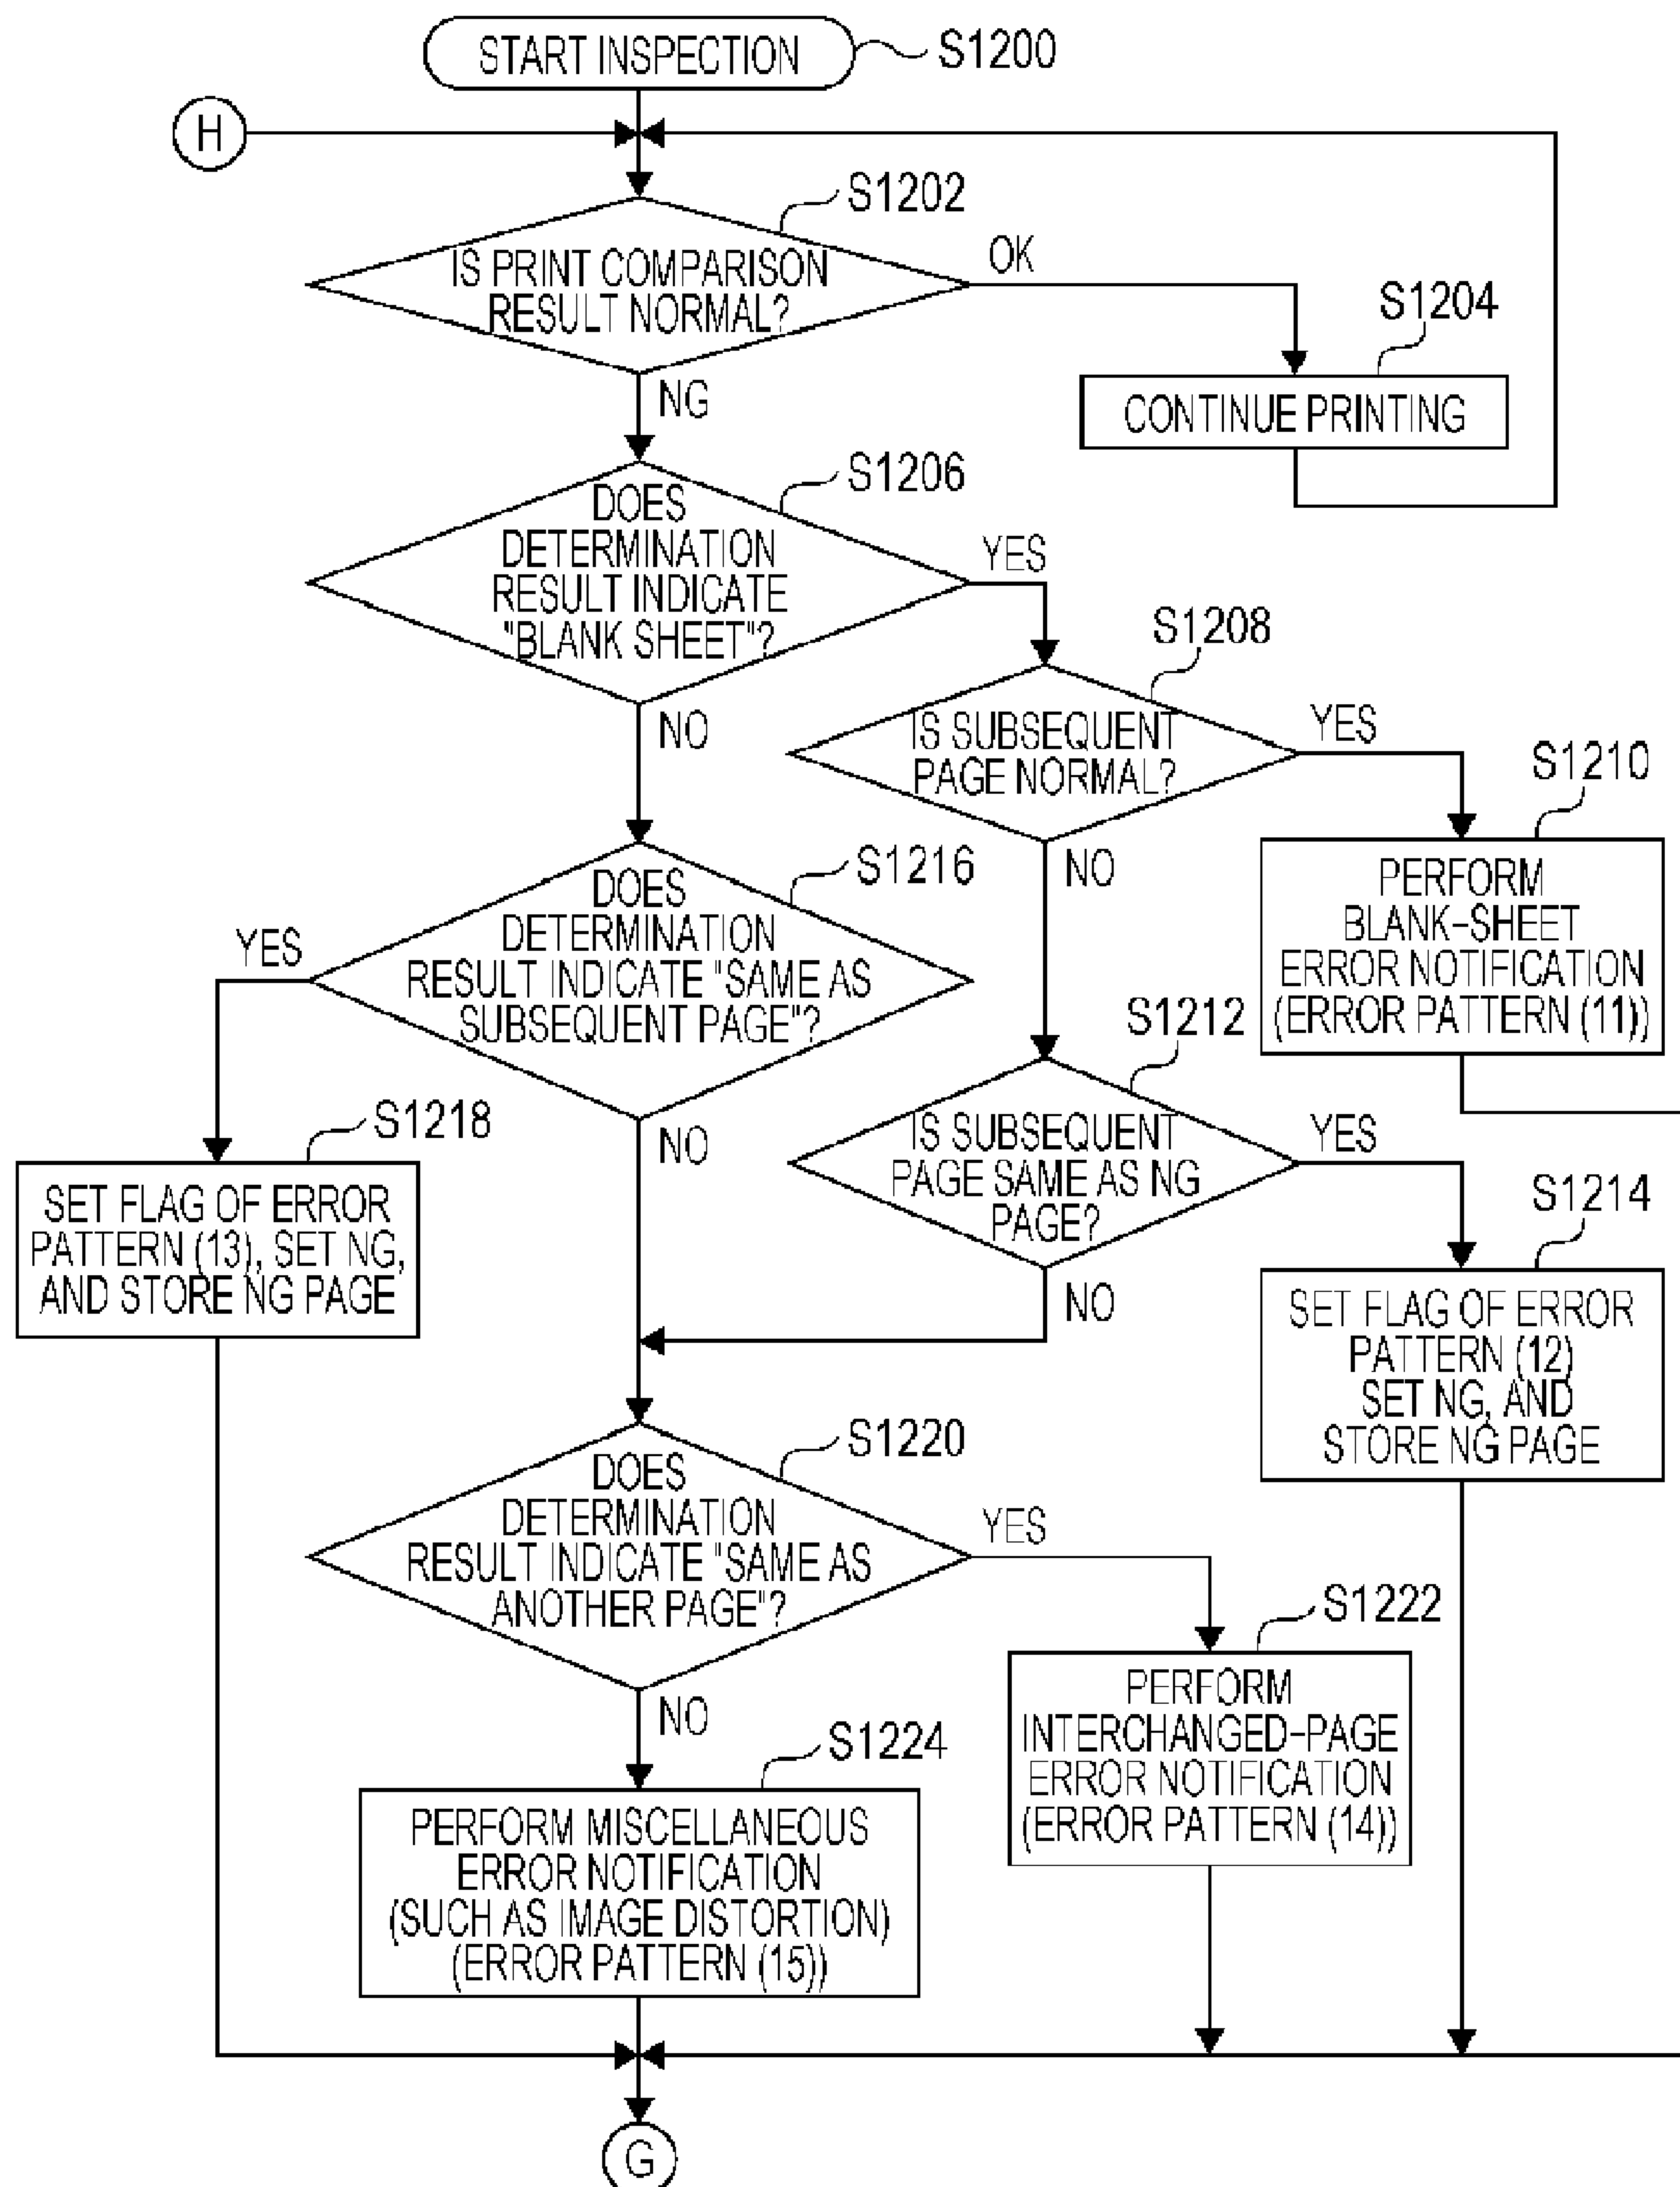 START INSPECTION
S1200
H
S1202
IS PRINT COMPARISON
RESULT NORMAL?
OK
S1204
CONTINUE PRINTING
NG
S1206
DOES
DETERMINATION
RESULT INDICATE
"BLANK SHEET"?
YES
NO
S1208
IS SUBSEQUENT
PAGE NORMAL?
YES
NO
S1210
PERFORM
BLANK-SHEET
ERROR NOTIFICATION
(ERROR PATTERN (11))
S1216
DOES
DETERMINATION
RESULT INDICATE "SAME AS
SUBSEQUENT PAGE"?
YES
NO
S1212
IS SUBSEQUENT
PAGE SAME AS NG
PAGE?
YES
NO
S1218
SET FLAG OF ERROR
PATTERN (13), SET NG,
AND STORE NG PAGE
S1214
SET FLAG OF ERROR
PATTERN (12)
SET NG, AND
STORE NG PAGE
S1220
DOES
DETERMINATION
RESULT INDICATE "SAME AS
ANOTHER PAGE"?
YES
NO
S1222
PERFORM
INTERCHANGED-PAGE
ERROR NOTIFICATION
(ERROR PATTERN (14))
S1224
PERFORM MISCELLANEOUS
ERROR NOTIFICATION
(SUCH AS IMAGE DISTORTION)
(ERROR PATTERN (15))
G